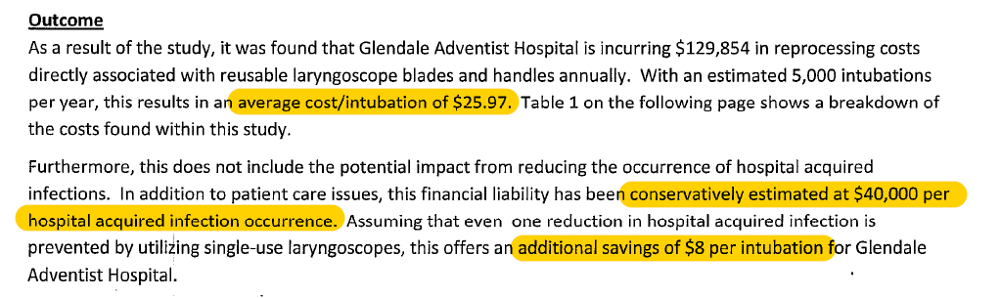 Outcome
As a result of the study, it was found that Glendale Adventist Hospital is incurring $129,854 in reprocessing costs
directly associated with reusable laryngoscope blades and handles annually. With an estimated 5,000 intubations
per year, this results in an average cost/intubation of $25.97. Table 1 on the following page shows a breakdown of
the costs found within this study.
Furthermore, this does not include the potential impact from reducing the occurrence of hospital acquired
infections. In addition to patient care issues, this financial liability has been conservatively estimated at $40,000 per
hospital acquired infection occurrence. Assuming that even one reduction in hospital acquired infection is
prevented by utilizing single-use laryngoscopes, this offers an additional savings of $8 per intubation for Glendale
Adventist Hospital.